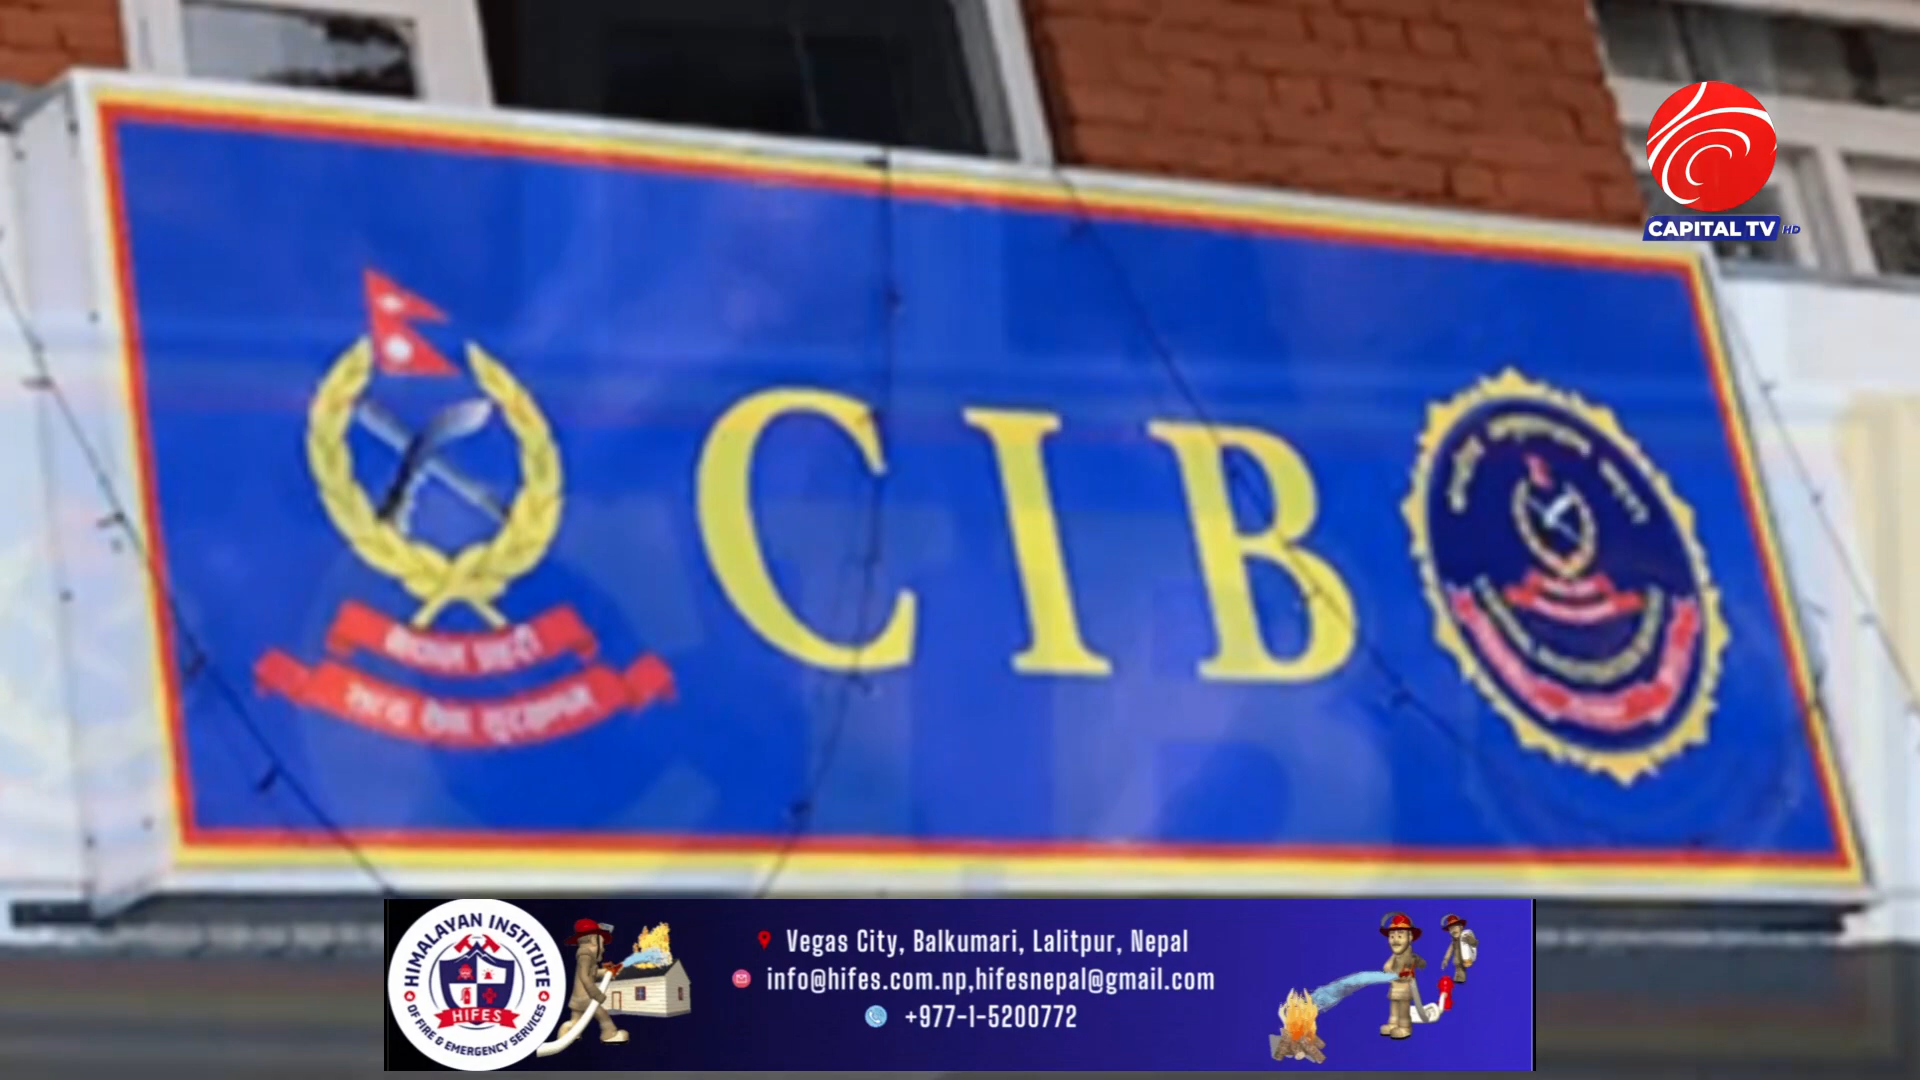 CAPITAL TV HD
CIB
HIMALAYAN INSTITUTE
OF FIRE & EMERGENCY SERVICES
HIFES
Vegas City, Balkumari, Lalitpur, Nepal
info@hifes.com.np,hifesnepal@gmail.com
+977-1-5200772